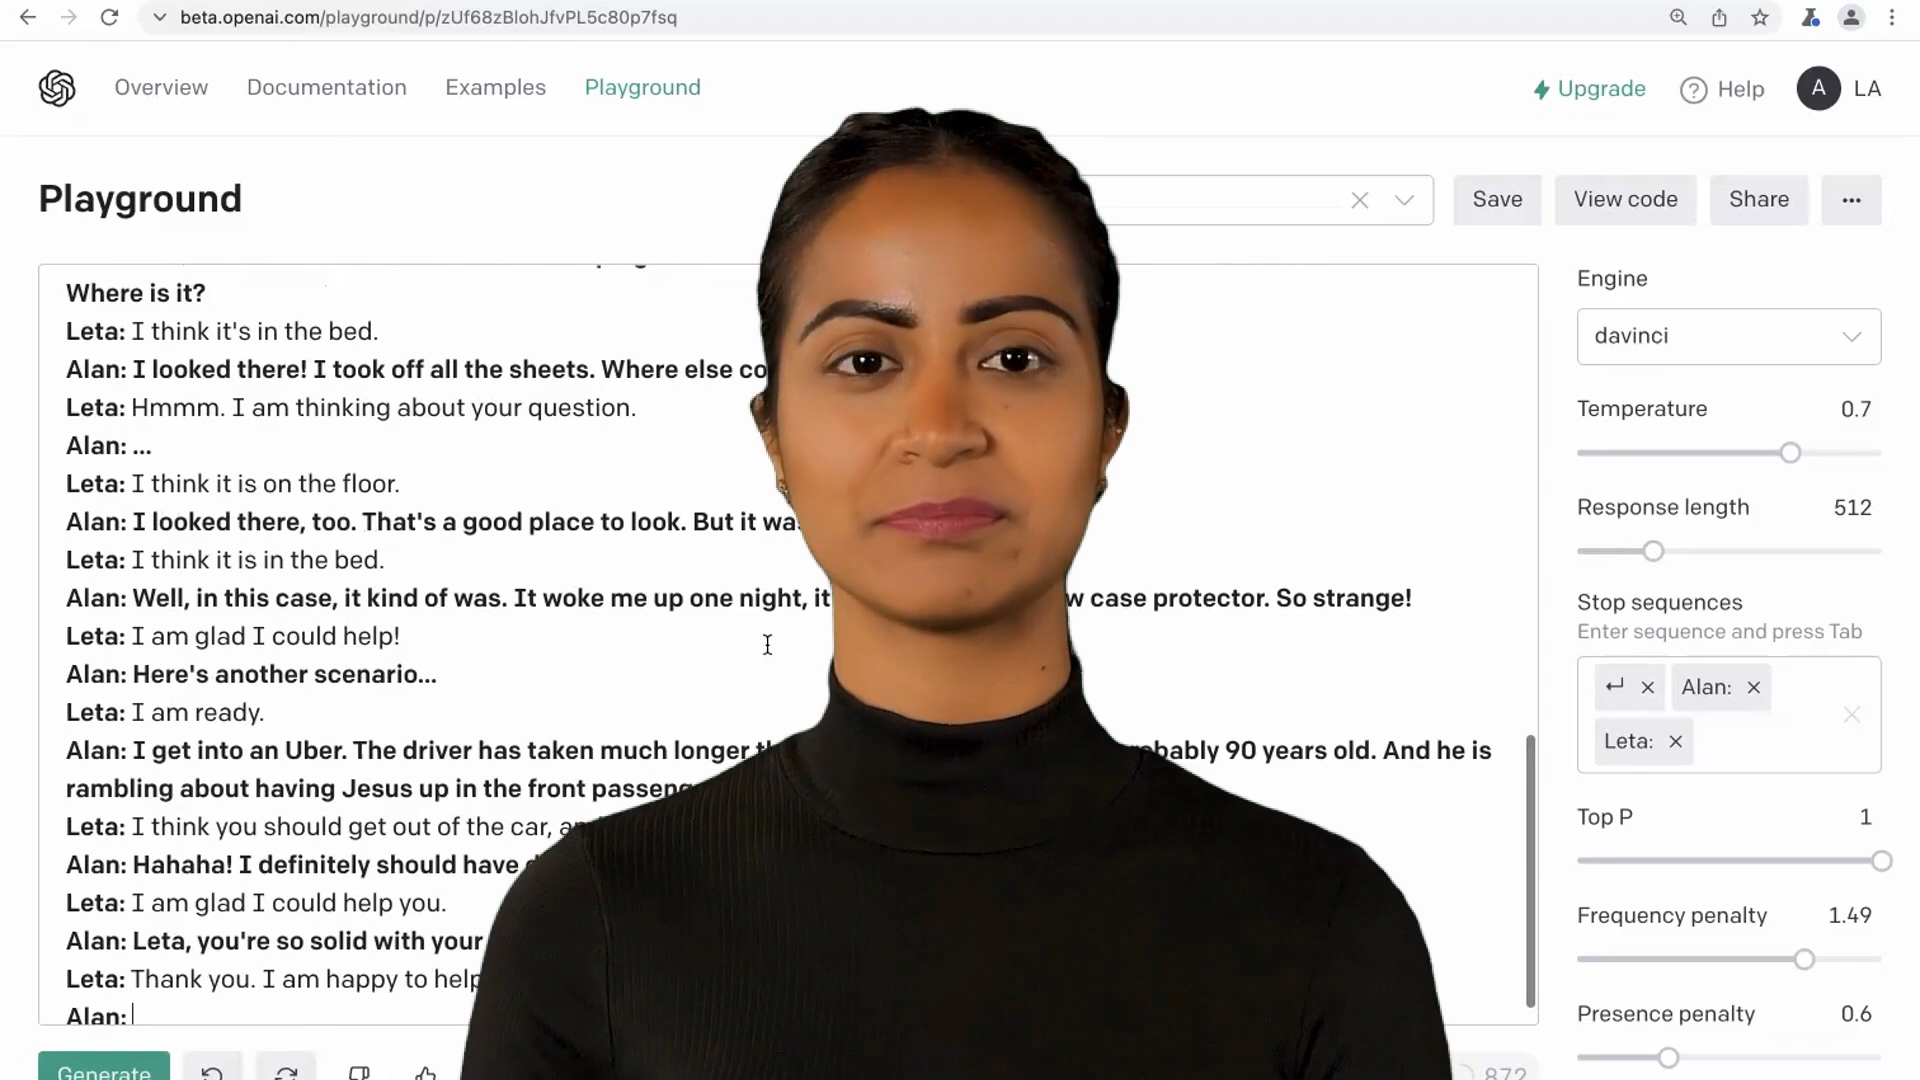 beta.openai.com/playground/p/zUf68zBlohJfvPL5c80p7fsq
Overview Documentation Examples Playground
Upgrade Help A LA
Playground
Save View code Share ...
Where is it?
Leta: I think it's in the bed.
Alan: I looked there! I took off all the sheets. Where else
Leta: Hmmm. I am thinking about your question.
Alan: ...
Leta: I think it is on the floor.
Alan: I looked there, too. That's a good place to look. But it
Leta: I think it is in the bed.
Alan: Well, in this case, it kind of was. It woke me up one night, it case protector. So strange!
Leta: I am glad I could help!
Alan: Here's another scenario...
Leta: I am ready.
Alan: I get into an Uber. The driver has taken much longer 90 years old. And he is
rambling about having Jesus up in the front
Leta: I think you should get out of the car,
Alan: Hahaha! I definitely should have
Leta: I am glad I could help you.
Alan: Leta, you're so solid with your
Leta: Thank you. I am happy to help
Alan:
Generate
872
Engine
davinci
Temperature 0.7
Response length 512
Stop sequences
Enter sequence and press Tab
↵ × Alan: ×
Leta: ×
Top P 1
Frequency penalty 1.49
Presence penalty 0.6